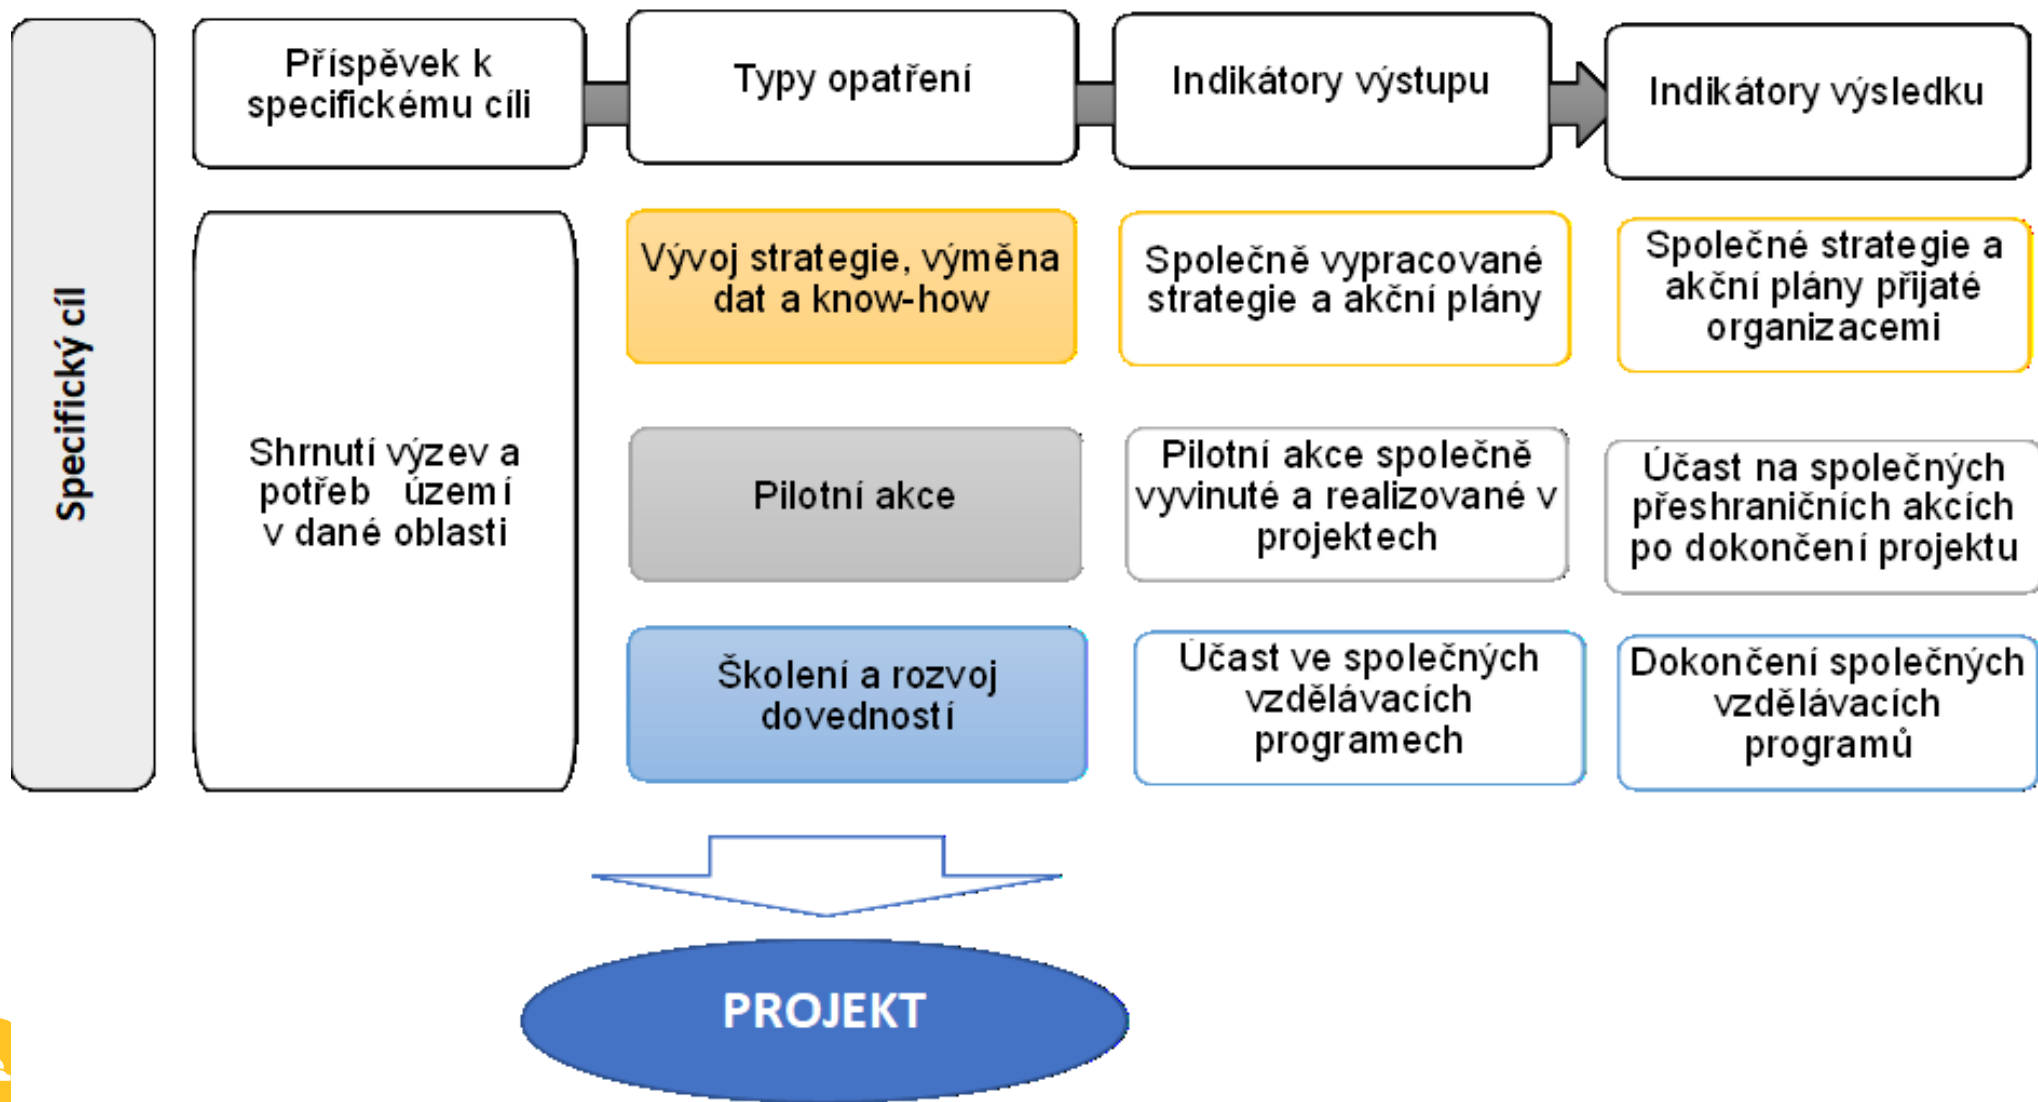 Specifický cíl
Příspěvek k
specifickému cíli
Typy opatření
Indikátory výstupu
Indikátory výsledku
Shrnutí výzev a
potřeb území
v dané oblasti
Vývoj strategie, výměna
dat a know-how
Společně vypracované
strategie a akční plány
Společné strategie a
akční plány přijaté
organizacemi
Pilotní akce
Pilotní akce společně
vyvinuté a realizované v
projektech
Účast na společných
přeshraničních akcích
po dokončení projektu
Školení a rozvoj
dovedností
Účast ve společných
vzdělávacích
programech
Dokončení společných
vzdělávacích
programů
PROJEKT